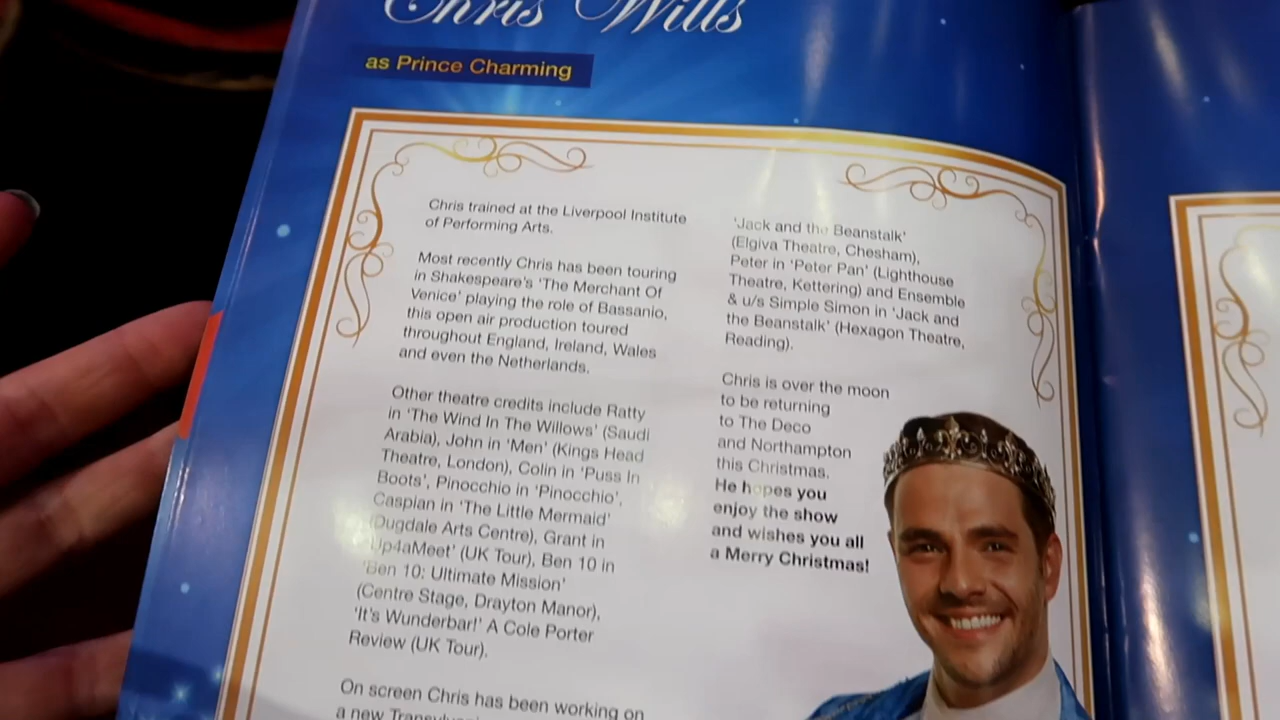 Chris Wills
as Prince Charming
Chris trained at the Liverpool Institute
of Performing Arts.
Most recently Chris has been touring
in Shakespeare's 'The Merchant Of
Venice' playing the role of Bassanio,
this open air production toured
throughout England, Ireland, Wales
and even the Netherlands.
Other theatre credits include Ratty
in 'The Wind In The Willows' (Saudi
Arabia), John in 'Men' (Kings Head
Theatre, London), Colin in 'Puss In
Boots', Pinocchio in 'Pinocchio',
Caspian in 'The Little Mermaid'
(Dugdale Arts Centre), Grant in
'Up4aMeet' (UK Tour), Ben 10 in
'Ben 10: Ultimate Mission'
(Centre Stage, Drayton Manor),
'It's Wunderbar!' A Cole Porter
Review (UK Tour).
On screen Chris has been working on
a new
'Jack and the Beanstalk'
(Elgiva Theatre, Chesham),
Peter in 'Peter Pan' (Lighthouse
Theatre, Kettering) and Ensemble
& u/s Simple Simon in 'Jack and
the Beanstalk' (Hexagon Theatre,
Reading).
Chris is over the moon
to be returning
to The Deco
and Northampton
this Christmas.
He hopes you
enjoy the show
and wishes you all
a Merry Christmas!